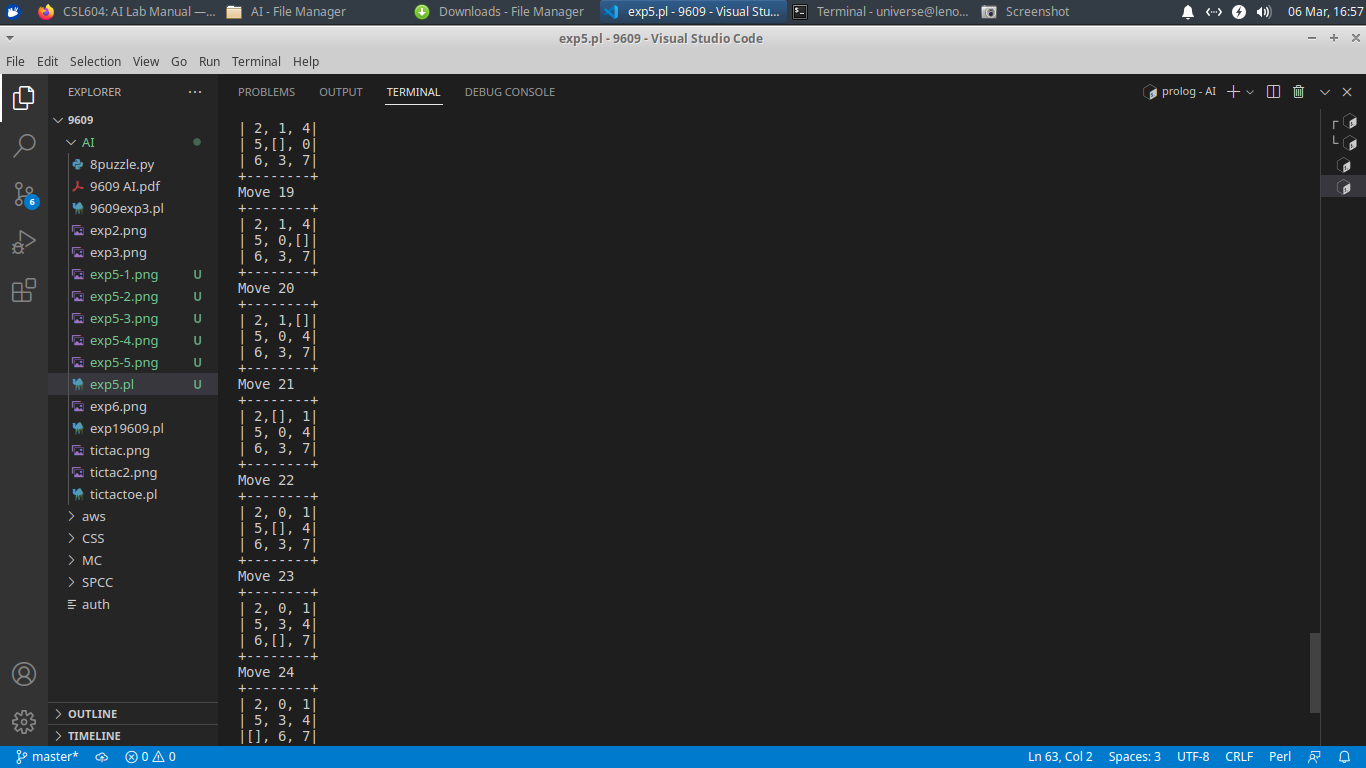 CSL604: AI Lab Manual —...
AI - File Manager
Downloads - File Manager
exp5.pl - 9609 - Visual Stu...
Terminal - universe@leno...
Screenshot
06 Mar, 16:57
exp5.pl - 9609 - Visual Studio Code
File Edit Selection View Go Run Terminal Help
EXPLORER ...
PROBLEMS OUTPUT TERMINAL DEBUG CONSOLE
prolog - AI
9609
AI
8puzzle.py
9609 AI.pdf
9609exp3.pl
exp2.png
exp3.png
exp5-1.png U
exp5-2.png U
exp5-3.png U
exp5-4.png U
exp5-5.png U
exp5.pl U
exp6.png
exp19609.pl
tictac.png
tictac2.png
tictactoe.pl
aws
CSS
MC
SPCC
auth
OUTLINE
TIMELINE
6
| 2, 1, 4|
| 5,[], 0|
| 6, 3, 7|
+--------+
Move 19
+--------+
| 2, 1, 4|
| 5, 0,[]|
| 6, 3, 7|
+--------+
Move 20
+--------+
| 2, 1,[]|
| 5, 0, 4|
| 6, 3, 7|
+--------+
Move 21
+--------+
| 2,[], 1|
| 5, 0, 4|
| 6, 3, 7|
+--------+
Move 22
+--------+
| 2, 0, 1|
| 5,[], 4|
| 6, 3, 7|
+--------+
Move 23
+--------+
| 2, 0, 1|
| 5, 3, 4|
| 6,[], 7|
+--------+
Move 24
+--------+
| 2, 0, 1|
| 5, 3, 4|
|[], 6, 7|
master* 0 0
Ln 63, Col 2 Spaces: 3 UTF-8 CRLF Perl